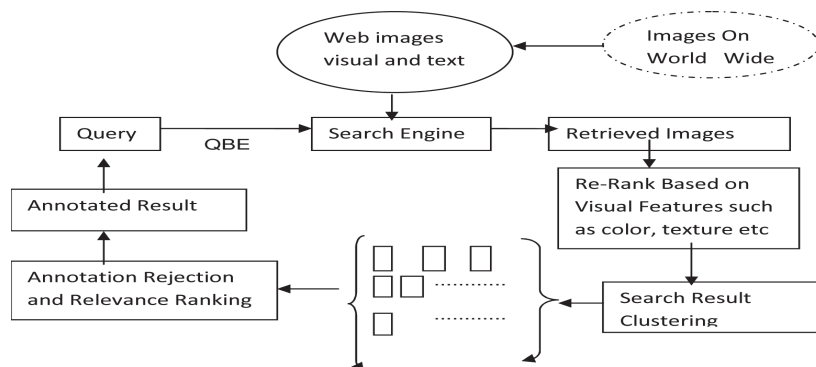 Web images
visual and text
Images On
World Wide
Query
QBE
Search Engine
Retrieved Images
Annotated Result
Re-Rank Based on
Visual Features such
as color, texture etc
Annotation Rejection
and Relevance Ranking
Search Result
Clustering